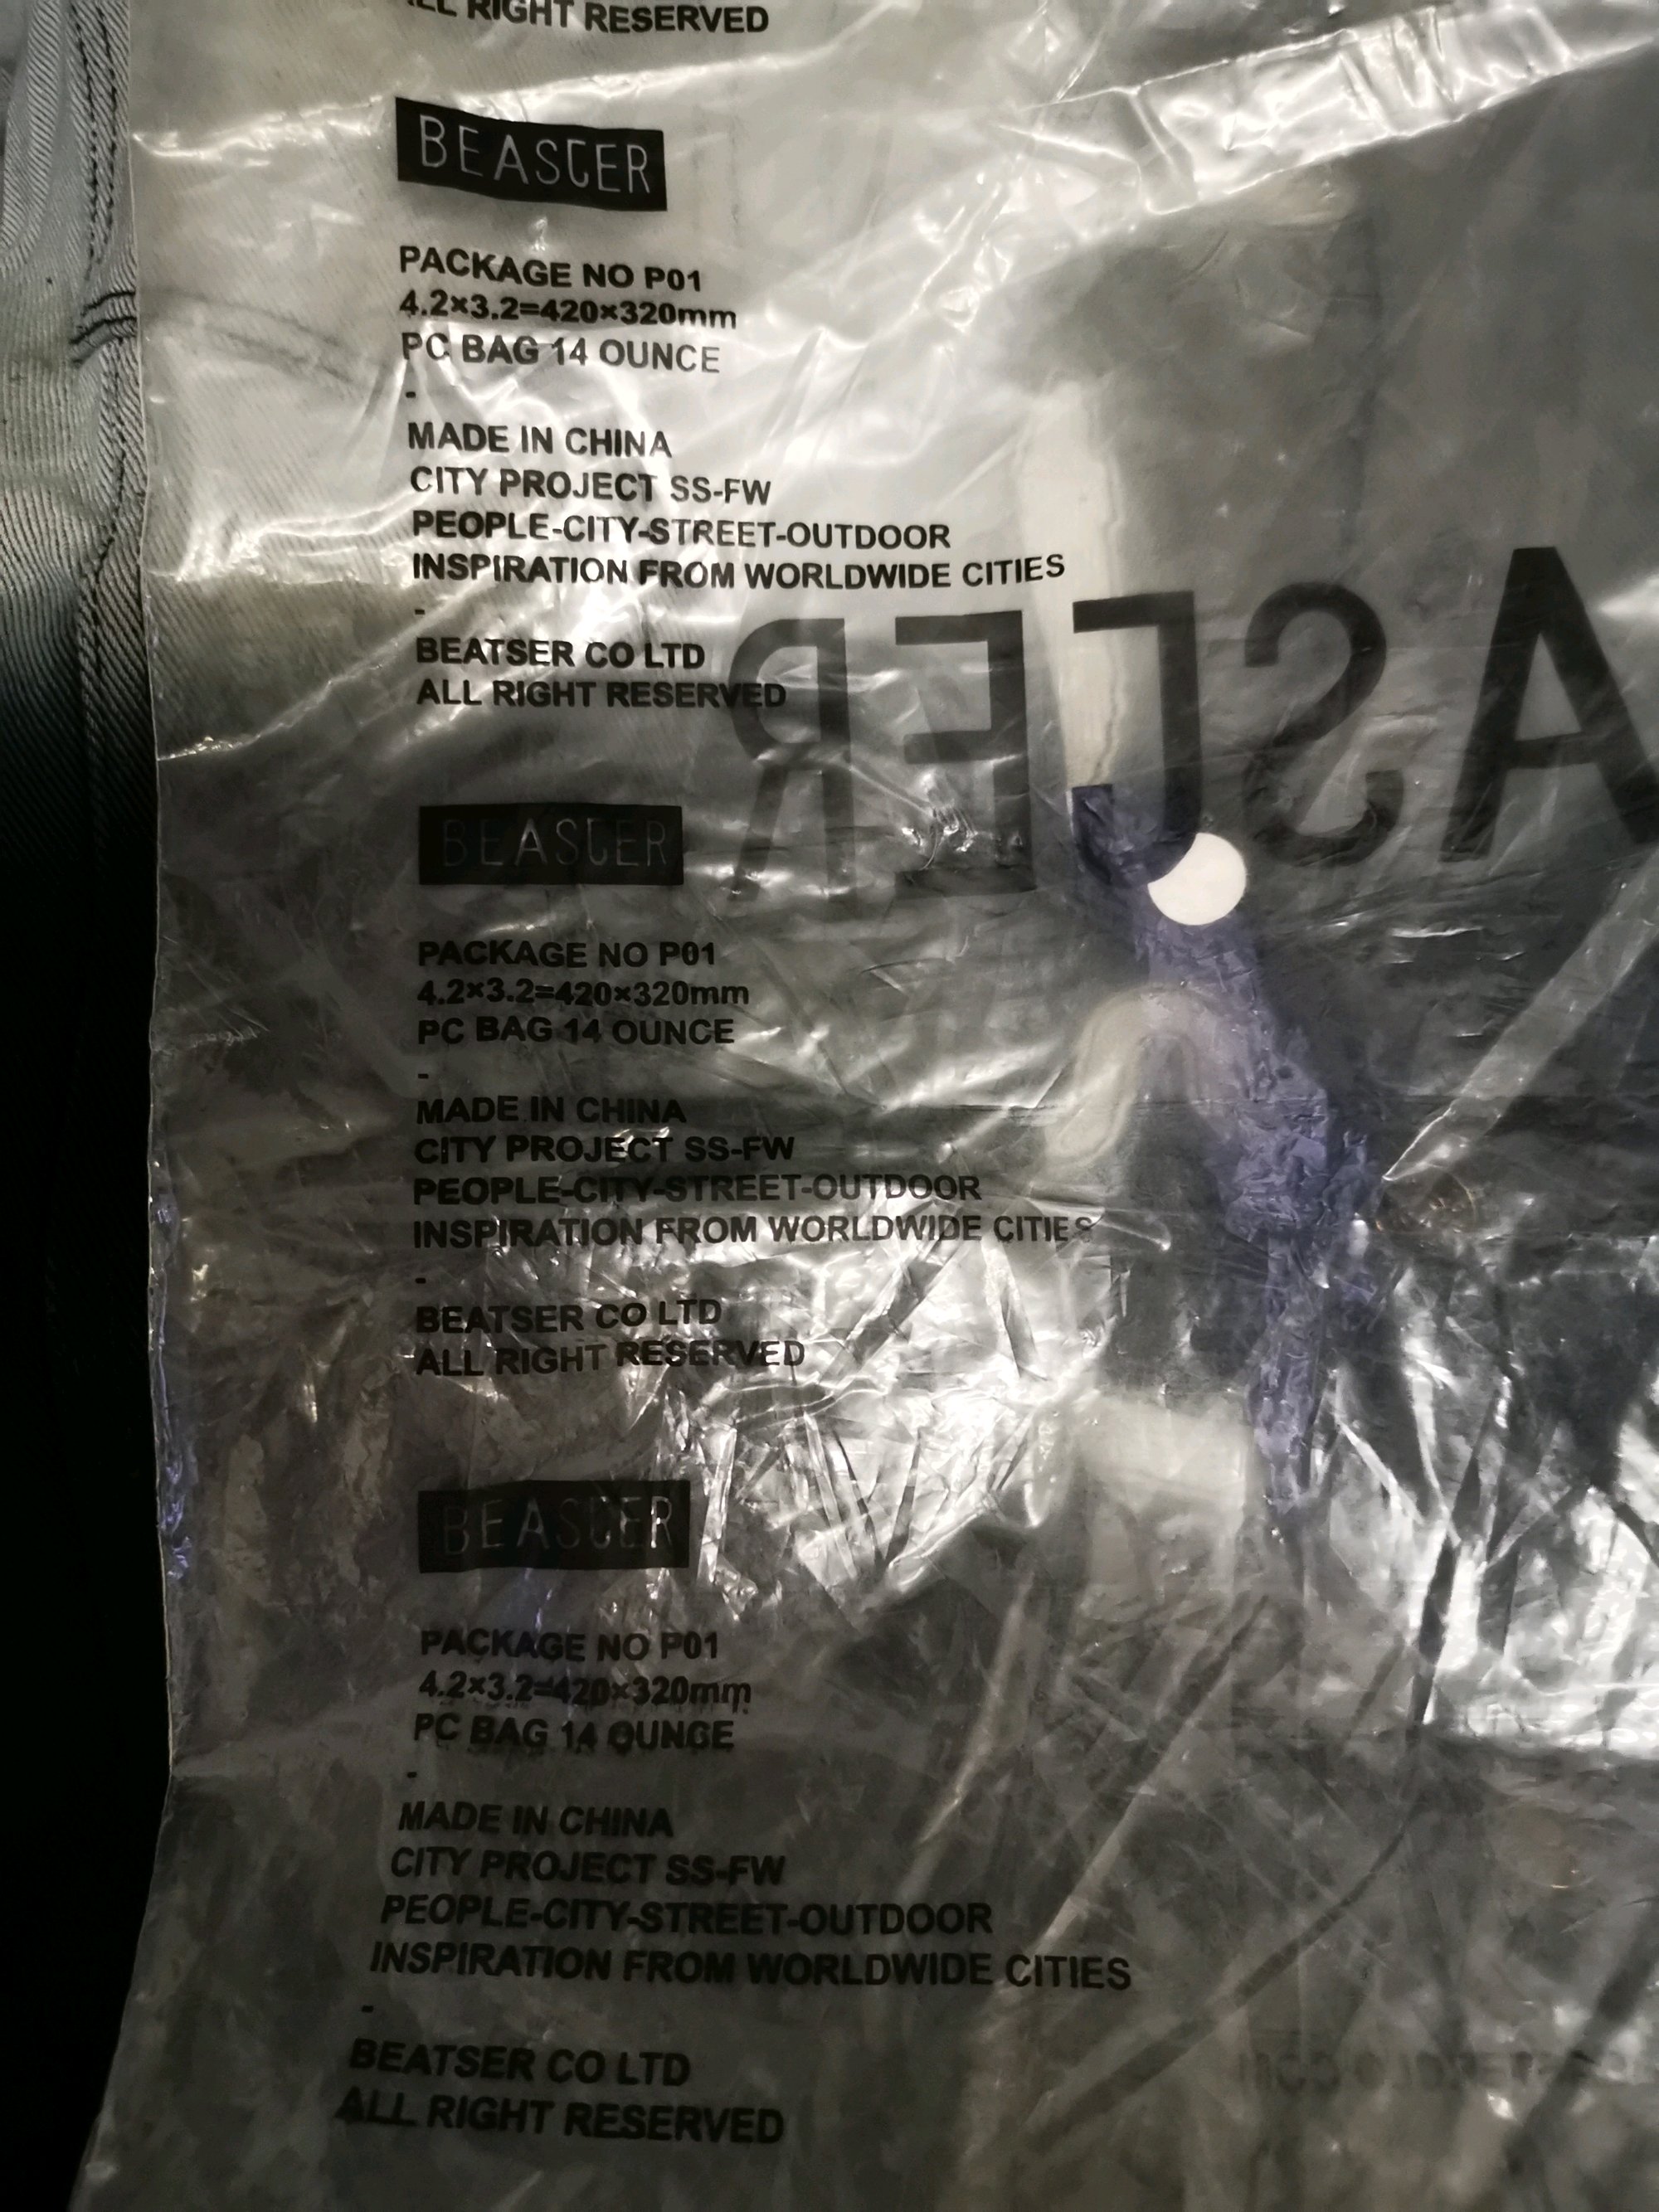 ALL RIGHT RESERVED
BEASTER
PACKAGE NO P01
4.2×3.2=420×320mm
PC BAG 14 OUNCE
-
MADE IN CHINA
CITY PROJECT SS-FW
PEOPLE-CITY-STREET-OUTDOOR
INSPIRATION FROM WORLDWIDE CITIES
-
BEATSER CO LTD
ALL RIGHT RESERVED
ASTER
BEASTER
PACKAGE NO P01
4.2×3.2=420×320mm
PC BAG 14 OUNCE
-
MADE IN CHINA
CITY PROJECT SS-FW
PEOPLE-CITY-STREET-OUTDOOR
INSPIRATION FROM WORLDWIDE CITIES
-
BEATSER CO LTD
ALL RIGHT RESERVED
BEASTER
PACKAGE NO P01
4.2×3.2=420×320mm
PC BAG 14 OUNCE
-
MADE IN CHINA
CITY PROJECT SS-FW
PEOPLE-CITY-STREET-OUTDOOR
INSPIRATION FROM WORLDWIDE CITIES
-
BEATSER CO LTD
ALL RIGHT RESERVED